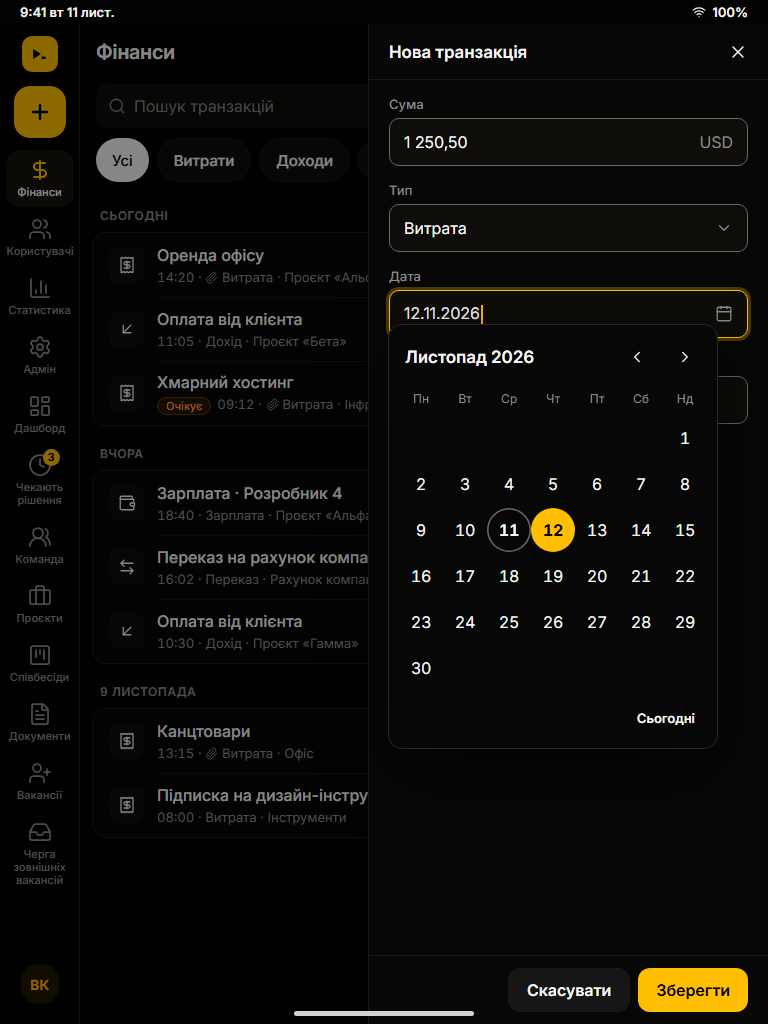 9:41 вт 11 лист.
100%
Фінанси
Користувачі
Статистика
Адмін
Дашборд
3
Чекають
рішення
Команда
Проєкти
Співбесіди
Документи
Вакансії
Черга
зовнішніх
вакансій
ВК
Фінанси
Пошук транзакцій
Усі
Витрати
Доходи
СЬОГОДНІ
Оренда офісу
14:20 · Витрата · Проєкт «Аль
Оплата від клієнта
11:05 · Дохід · Проєкт «Бета»
Хмарний хостинг
Очікує 09:12 · Витрата · Інфр
ВЧОРА
Зарплата · Розробник 4
18:40 · Зарплата · Проєкт «Альфа
Переказ на рахунок компа
16:02 · Переказ · Рахунок компан
Оплата від клієнта
10:30 · Дохід · Проєкт «Гамма»
9 ЛИСТОПАДА
Канцтовари
13:15 · Витрата · Офіс
Підписка на дизайн-інстру
08:00 · Витрата · Інструменти
Нова транзакція
Сума
1 250,50 USD
Тип
Витрата
Дата
12.11.2026
Листопад 2026
Пн Вт Ср Чт Пт Сб Нд
1
2 3 4 5 6 7 8
9 10 11 12 13 14 15
16 17 18 19 20 21 22
23 24 25 26 27 28 29
30
Сьогодні
Скасувати
Зберегти